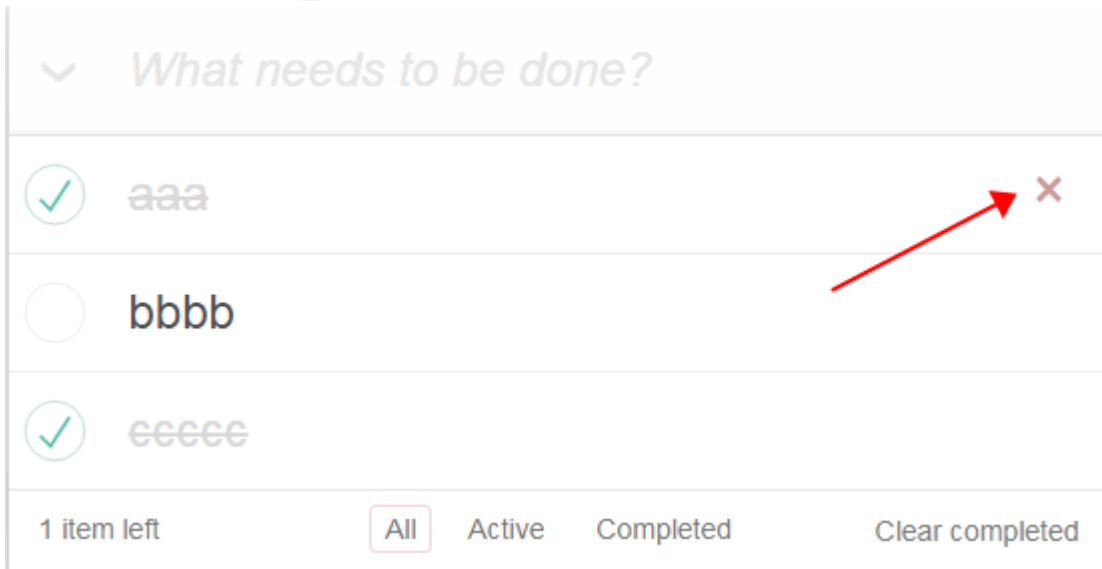 What needs to be done?
aaa
bbbb
ccccc
1 item left All Active Completed Clear completed